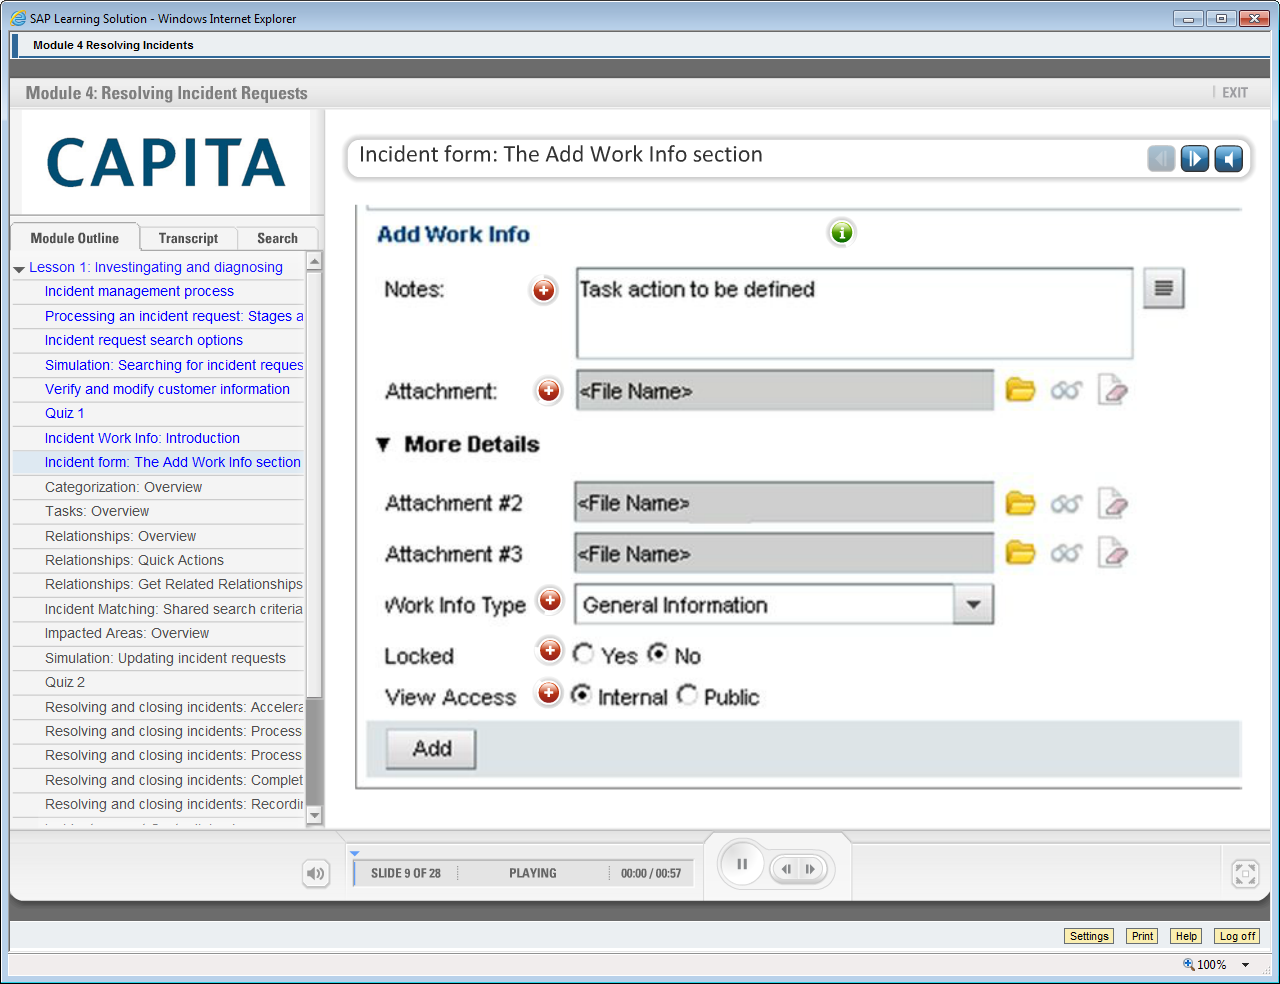 SAP Learning Solution - Windows Internet Explorer
Module 4 Resolving Incidents
Module 4: Resolving Incident Requests
EXIT
CAPITA
Incident form: The Add Work Info section
Module Outline
Transcript
Search
Lesson 1: Investingating and diagnosing
Incident management process
Processing an incident request: Stages a
Incident request search options
Simulation: Searching for incident reques
Verify and modify customer information
Quiz 1
Incident Work Info: Introduction
Incident form: The Add Work Info section
Categorization: Overview
Tasks: Overview
Relationships: Overview
Relationships: Quick Actions
Relationships: Get Related Relationships
Incident Matching: Shared search criteria
Impacted Areas: Overview
Simulation: Updating incident requests
Quiz 2
Resolving and closing incidents: Accelera
Resolving and closing incidents: Process
Resolving and closing incidents: Process
Resolving and closing incidents: Complet
Resolving and closing incidents: Recordin
Add Work Info
Notes:
Task action to be defined
Attachment:
<File Name>
More Details
Attachment #2
<File Name>
Attachment #3
<File Name>
Work Info Type
General Information
Locked
Yes
No
View Access
Internal
Public
Add
SLIDE 9 OF 28
PLAYING
00:00 / 00:57
Settings
Print
Help
Log off
100%